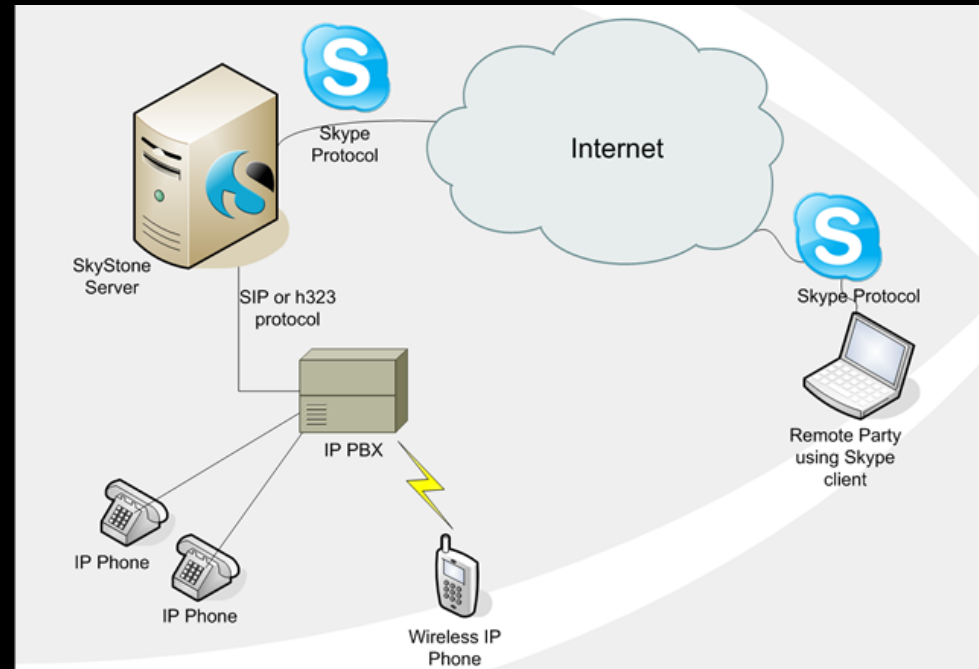 Skype
Protocol
Internet
SkyStone
Server
SIP or h323
protocol
Skype Protocol
IP PBX
Remote Party
using Skype
client
IP Phone
IP Phone
Wireless IP
Phone